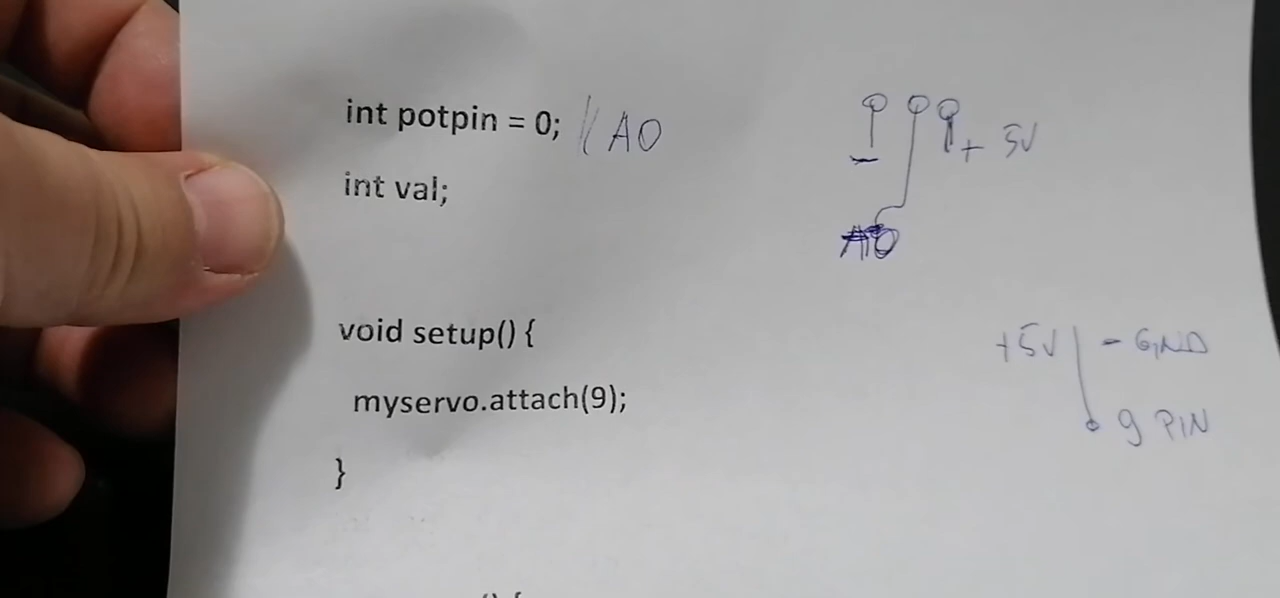 int potpin = 0; // A0
int val;
- + 5V
A0
void setup() {
+5V - GND
myservo.attach(9);
9 PIN
}
() {